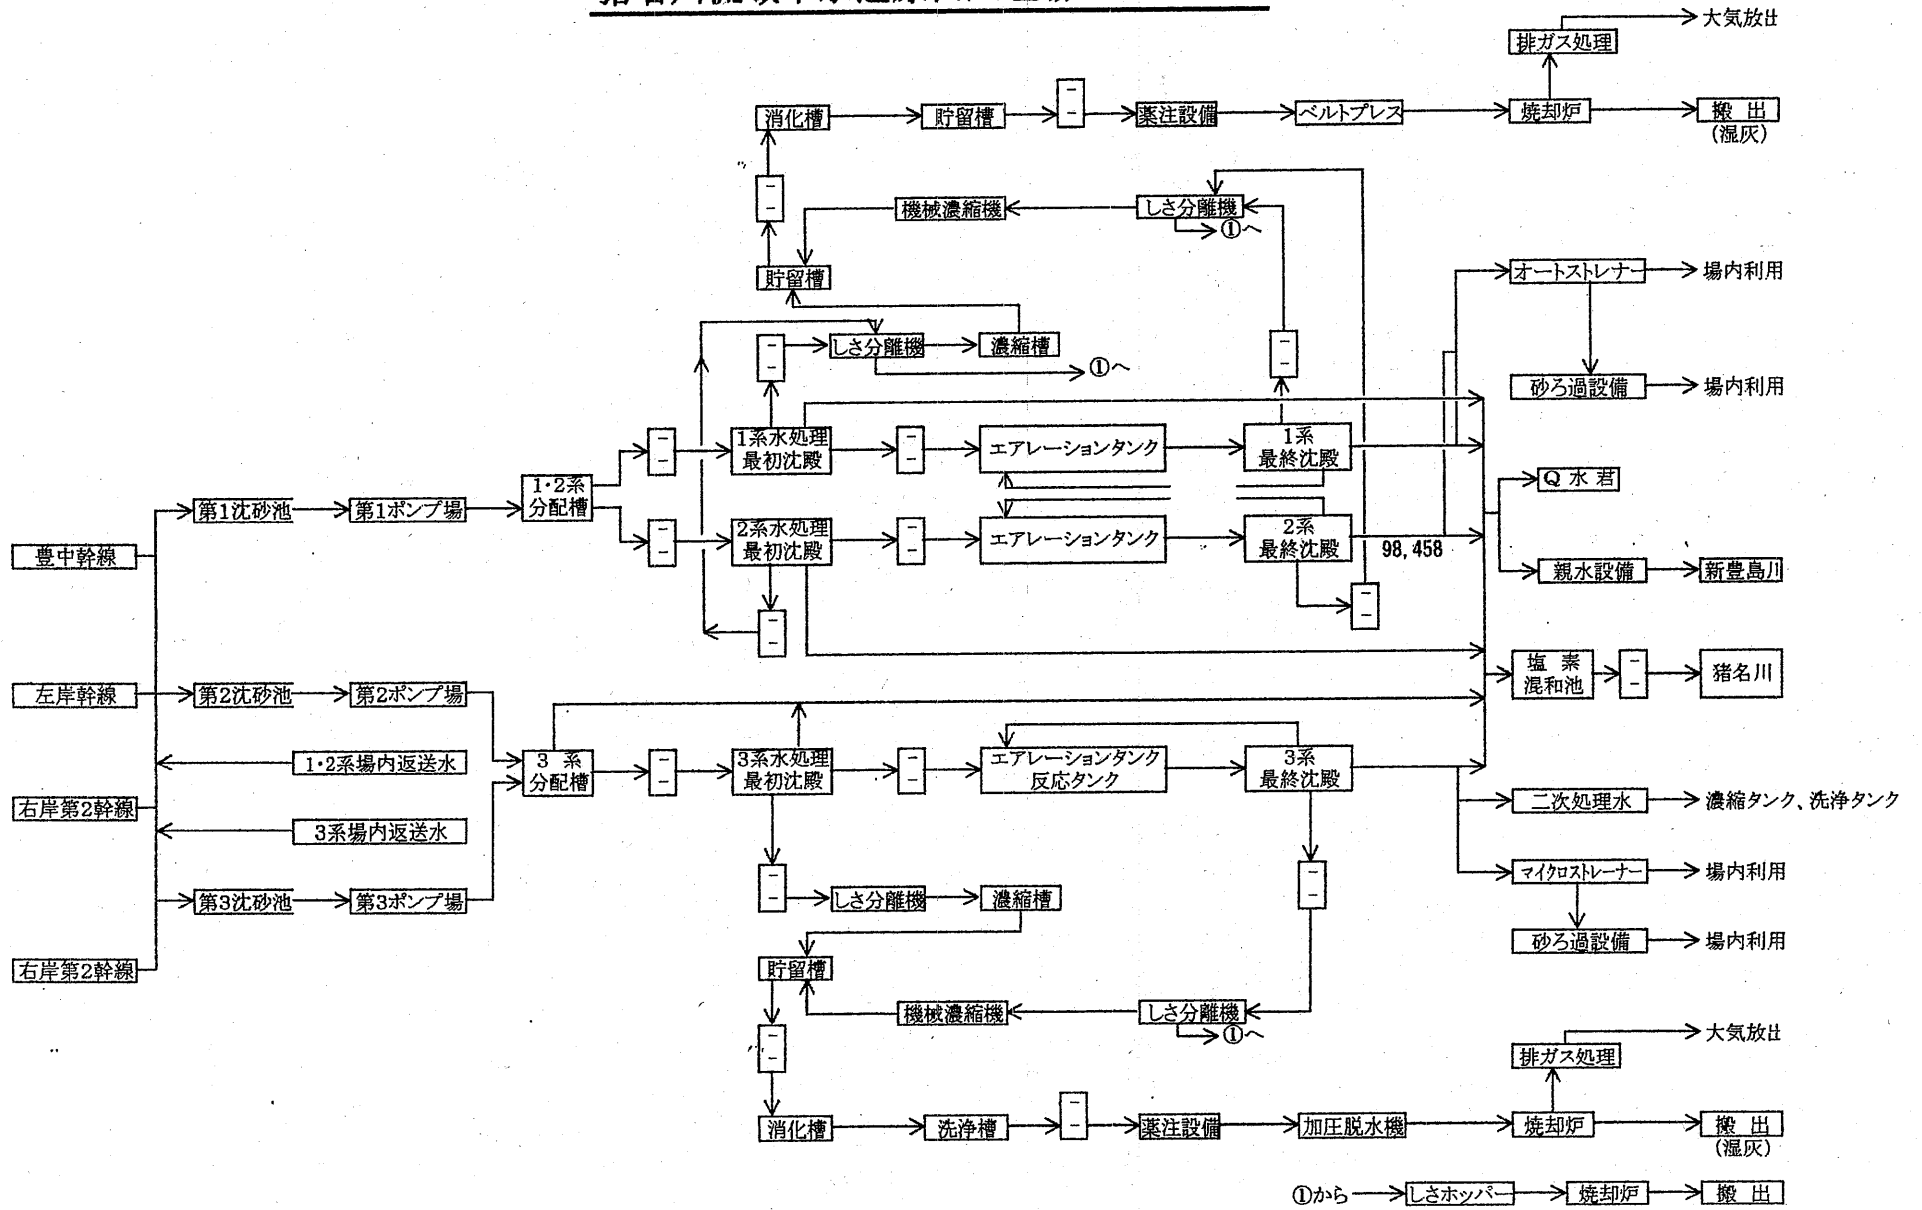 大気放出
排ガス処理
消化槽
貯留槽
薬注設備
ベルトプレス
焼却炉
搬 出
(湿灰)
機械濃縮機
しさ分離機
①へ
貯留槽
オートストレナー
場内利用
しさ分離機
濃縮槽
①へ
砂ろ過設備
場内利用
1系水処理
最初沈殿
エアレーションタンク
1系
最終沈殿
1・2系
分配槽
Q 水 君
第1沈砂池
第1ポンプ場
2系水処理
最初沈殿
エアレーションタンク
2系
最終沈殿
98,458
豊中幹線
親水設備
新豊島川
塩 素
混和池
猪名川
左岸幹線
第2沈砂池
第2ポンプ場
1・2系場内返送水
3 系
分配槽
3系水処理
最初沈殿
エアレーションタンク
反応タンク
3系
最終沈殿
右岸第2幹線
二次処理水
濃縮タンク、洗浄タンク
3系場内返送水
マイクロストレーナー
場内利用
第3沈砂池
第3ポンプ場
しさ分離機
濃縮槽
砂ろ過設備
場内利用
右岸第2幹線
貯留槽
機械濃縮機
しさ分離機
①へ
大気放出
排ガス処理
消化槽
洗浄槽
薬注設備
加圧脱水機
焼却炉
搬 出
(湿灰)
①から
しさホッパー
焼却炉
搬 出